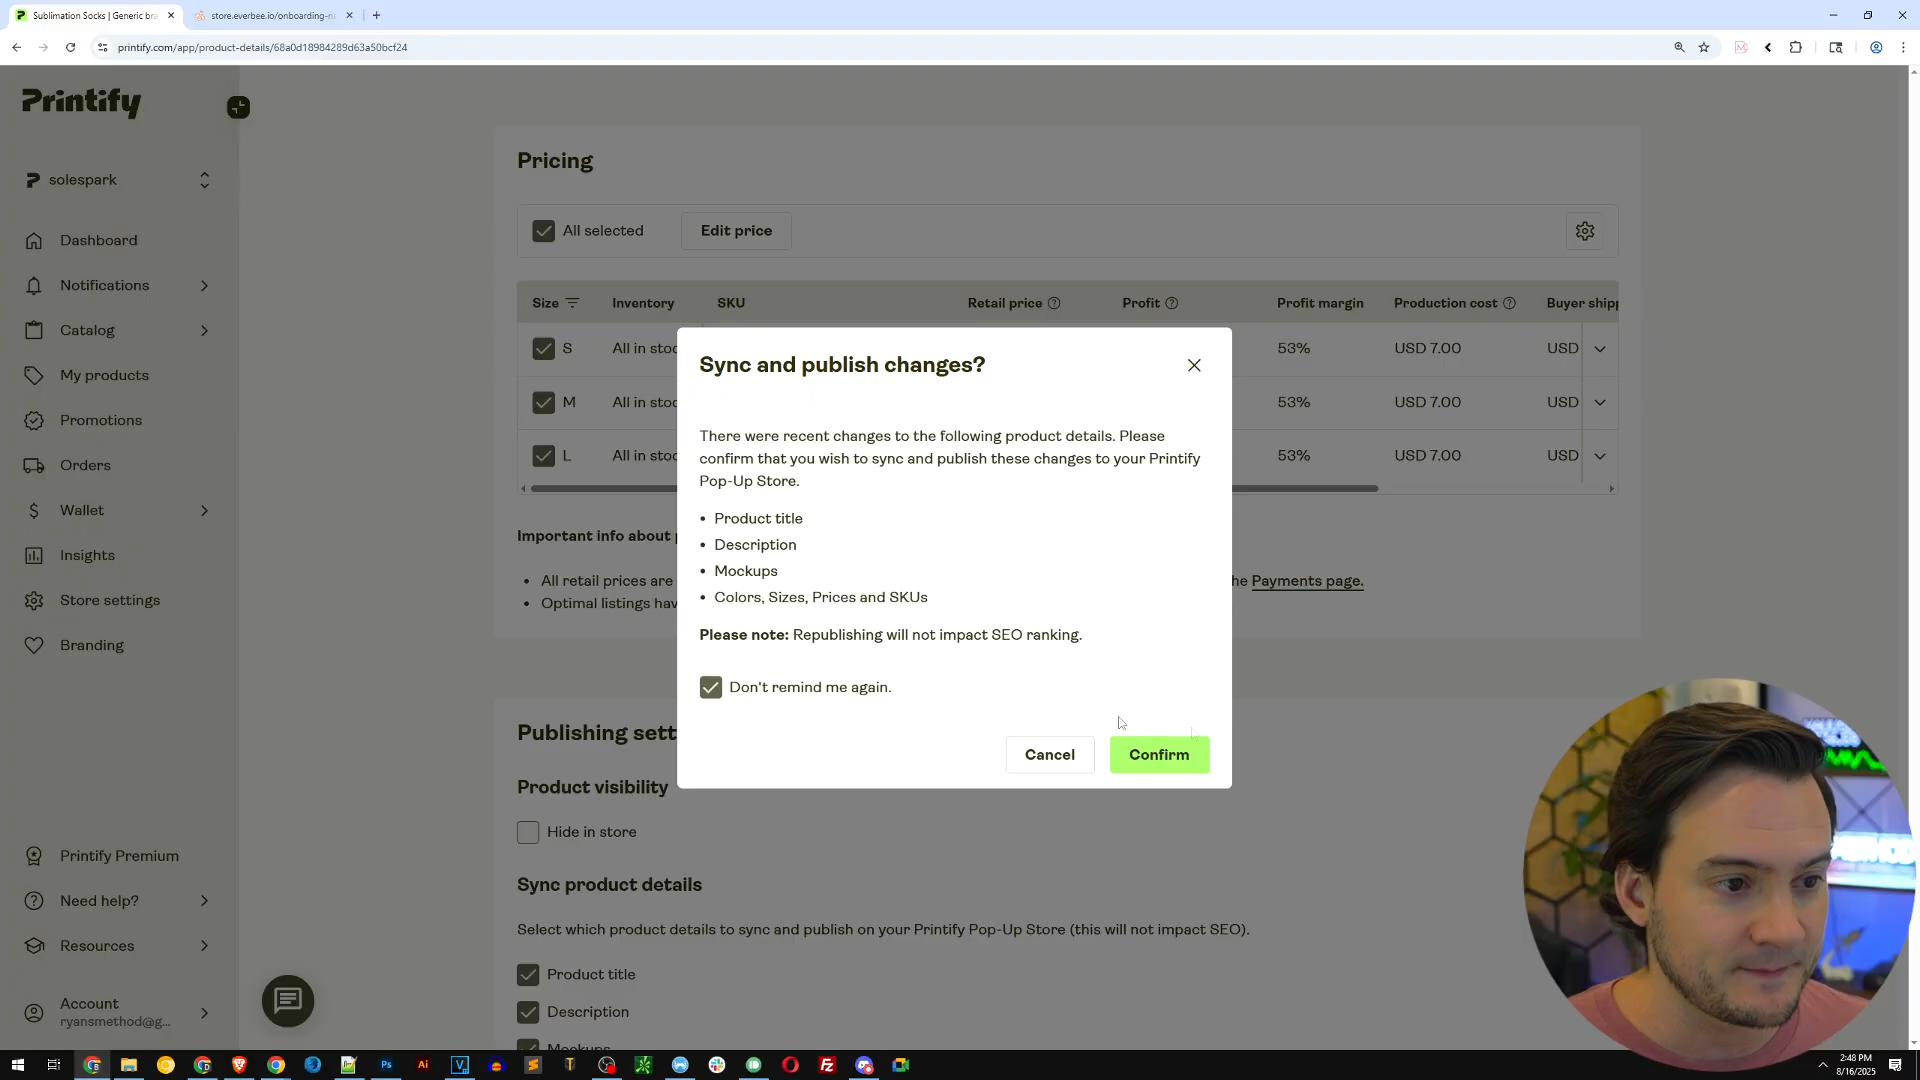 Sublimation Socks | Generic bra
store.everbee.io/onboarding-n
printify.com/app/product-details/68a0d18984289d63a50bcf24
Printify
solespark
Dashboard
Notifications
Catalog
My products
Promotions
Orders
Wallet
Insights
Store settings
Branding
Printify Premium
Need help?
Resources
Account
ryansmethod@g...
Pricing
All selected
Edit price
Size Inventory SKU Retail price Profit Profit margin Production cost Buyer shipp
S All in stoc 53% USD 7.00 USD
M All in stoc 53% USD 7.00 USD
L All in stoc 53% USD 7.00 USD
Important info about
• All retail prices are he Payments page.
• Optimal listings hav
Sync and publish changes?
There were recent changes to the following product details. Please
confirm that you wish to sync and publish these changes to your Printify
Pop-Up Store.
• Product title
• Description
• Mockups
• Colors, Sizes, Prices and SKUs
Please note: Republishing will not impact SEO ranking.
Don't remind me again.
Cancel
Confirm
Publishing sett
Product visibility
Hide in store
Sync product details
Select which product details to sync and publish on your Printify Pop-Up Store (this will not impact SEO).
Product title
Description
Mockups
2:48 PM
8/16/2025